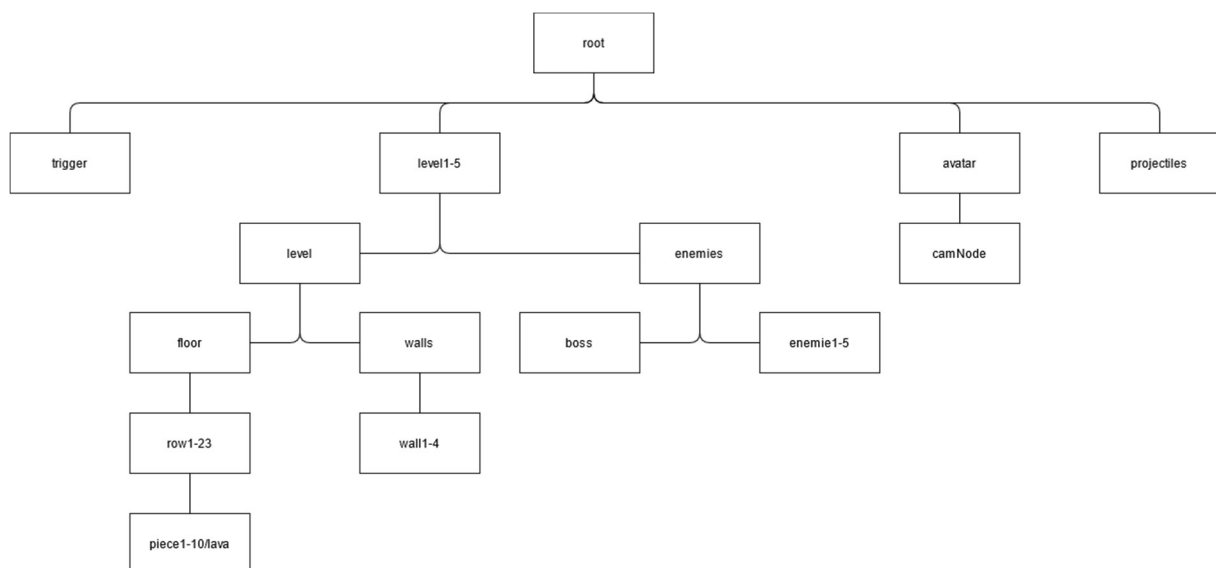 root
trigger
level1-5
avatar
projectiles
level
enemies
camNode
floor
walls
boss
enemie1-5
row1-23
wall1-4
piece1-10/lava